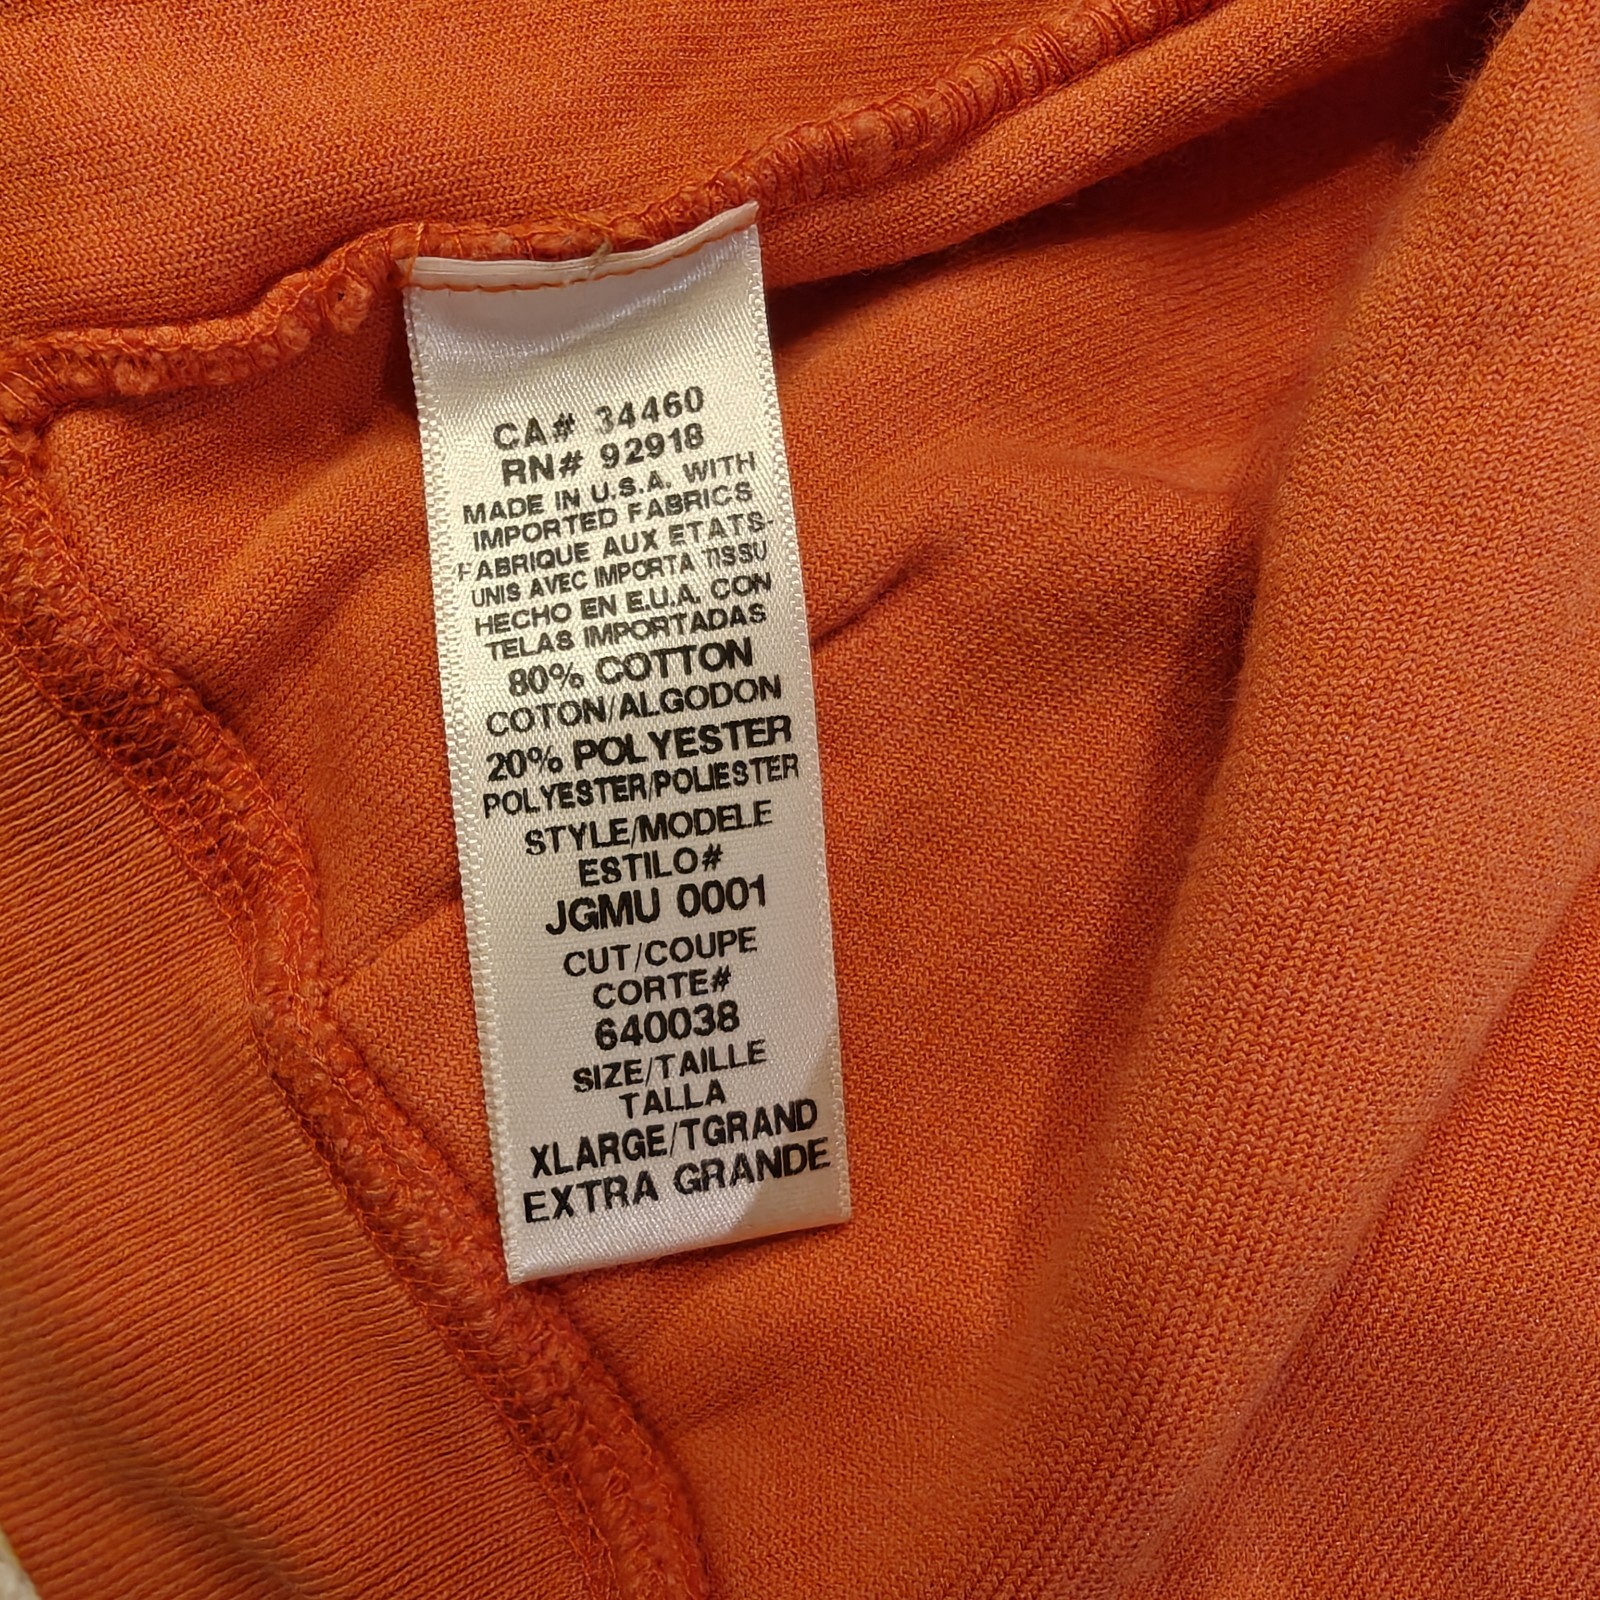 CA# 34460
RN# 92918
MADE IN U.S.A. WITH
IMPORTED FABRICS
FABRIQUE AUX ETATS-
UNIS AVEC IMPORTA TISSU
HECHO EN E.U.A. CON
TELAS IMPORTADAS
80% COTTON
COTON/ALGODON
20% POLYESTER
POLYESTER/POLIESTER
STYLE/MODELE
ESTILO#
JGMU 0001
CUT/COUPE
CORTE#
640038
SIZE/TAILLE
TALLA
XLARGE/TGRAND
EXTRA GRANDE